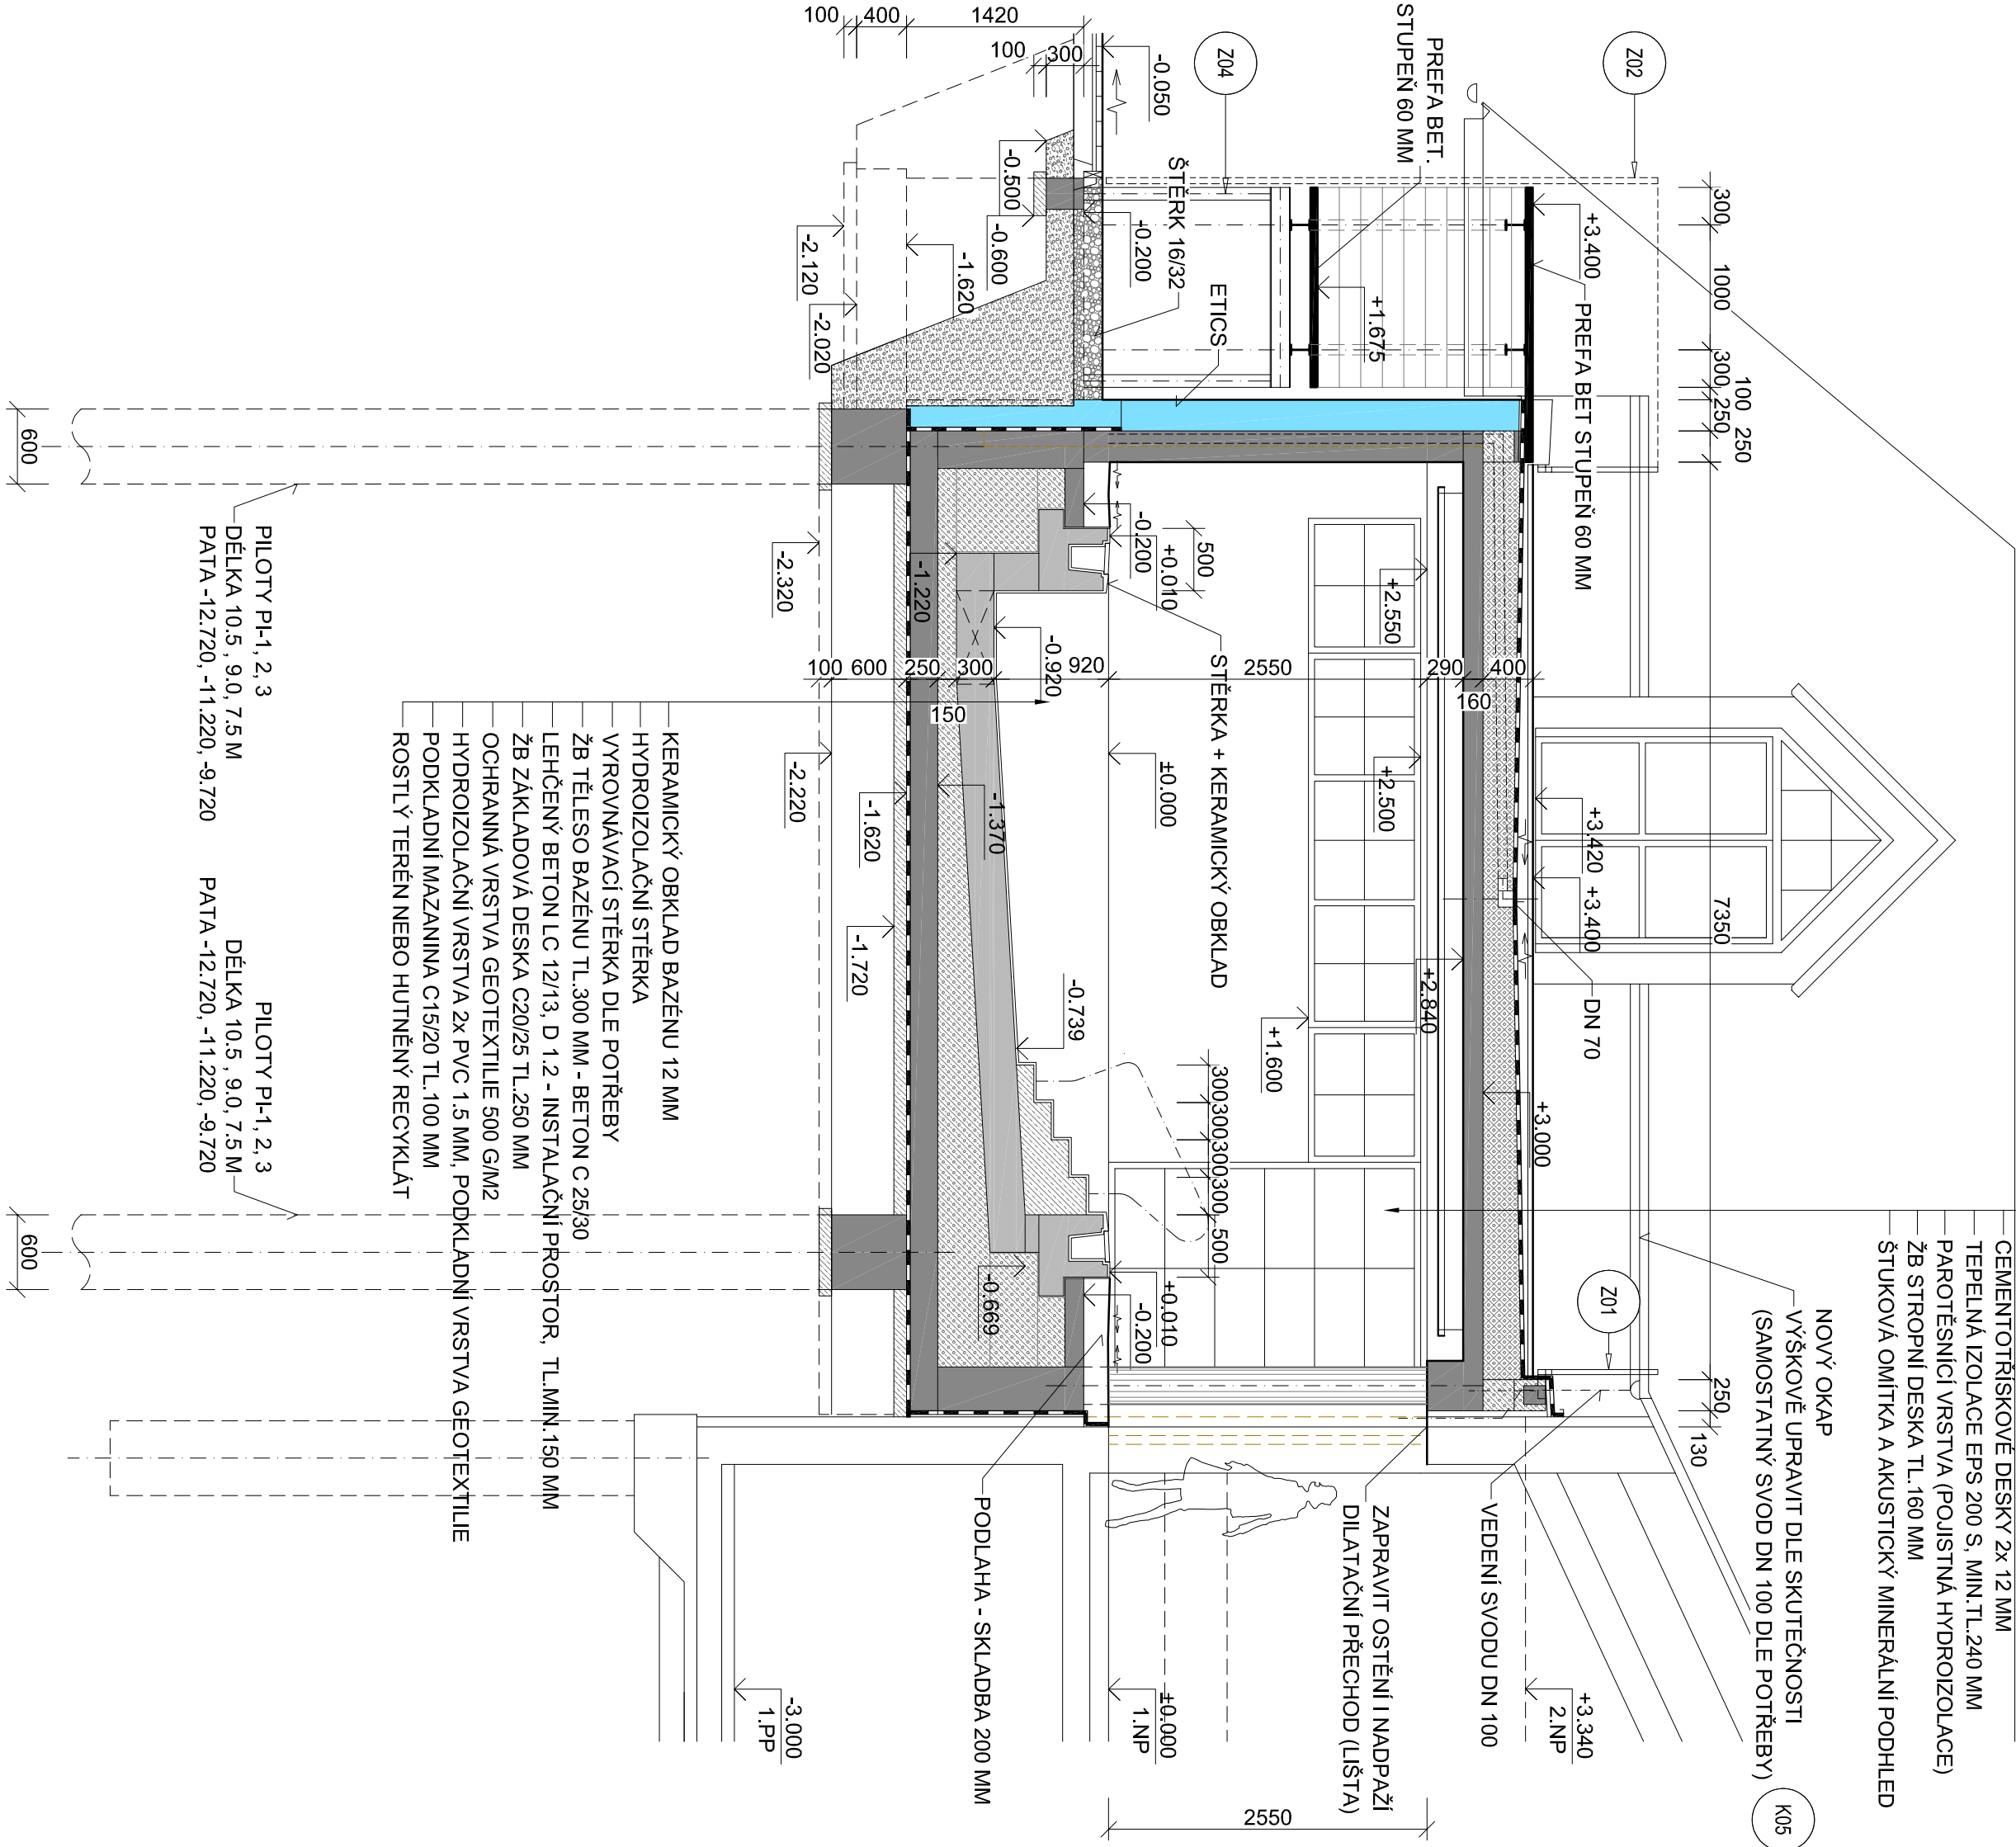 Z02
Z04
Z01
K05
PREFA BET.
STUPEŇ 60 MM
PREFA BET STUPEŇ 60 MM
ŠTĚRK 16/32
ETICS
STĚRKA + KERAMICKÝ OBKLAD
DN 70
CEMENTOTŘÍSKOVÉ DESKY 2x 12 MM
TEPELNÁ IZOLACE EPS 200 S, MIN.TL.240 MM
PAROTĚSNÍCÍ VRSTVA (POJISTNÁ HYDROIZOLACE)
ŽB STROPNÍ DESKA TL.160 MM
ŠTUKOVÁ OMÍTKA A AKUSTICKÝ MINERÁLNÍ PODHLED
NOVÝ OKAP
VÝŠKOVĚ UPRAVIT DLE SKUTEČNOSTI
(SAMOSTATNÝ SVOD DN 100 DLE POTŘEBY)
VEDENÍ SVODU DN 100
ZAPRAVIT OSTĚNÍ I NADPAŽÍ
DILATAČNÍ PŘECHOD (LIŠTA)
PODLAHA - SKLADBA 200 MM
KERAMICKÝ OBKLAD BAZÉNU 12 MM
HYDROIZOLAČNÍ STĚRKA
VYROVNÁVACÍ STĚRKA DLE POTŘEBY
ŽB TĚLESO BAZÉNU TL.300 MM - BETON C 25/30
LEHČENÝ BETON LC 12/13, D 1.2 - INSTALAČNÍ PROSTOR, TL.MIN.150 MM
ŽB ZÁKLADOVÁ DESKA C20/25 TL.250 MM
OCHRANNÁ VRSTVA GEOTEXTILIE 500 G/M2
HYDROIZOLAČNÍ VRSTVA 2x PVC 1.5 MM, PODKLADNÍ VRSTVA GEOTEXTILIE
PODKLADNÍ MAZANINA C15/20 TL.100 MM
ROSTLÝ TERÉN NEBO HUTNĚNÝ RECYKLÁT
PILOTY PI-1, 2, 3
DÉLKA 10.5 , 9.0, 7.5 M
PATA -12.720, -11.220, -9.720
PILOTY PI-1, 2, 3
DÉLKA 10.5 , 9.0, 7.5 M
PATA -12.720, -11.220, -9.720
300
1000
300
100
250
250
7350
250
130
+3.400
+1.675
+2.550
+2.500
+3.420
+3.400
+2.840
+1.600
+3.000
+3.340
2.NP
±0.000
1.NP
-3.000
1.PP
-0.050
-0.200
-0.500
-0.600
-1.620
-2.120
-2.020
-0.200
+0.010
500
-1.220
-0.920
±0.000
-1.370
-0.739
300
300
300
300
500
+0.010
-0.200
-0.669
-2.320
-2.220
-1.620
-1.720
100
400
1420
100
300
100
600
250
150
300
920
2550
290
160
400
2550
600
600